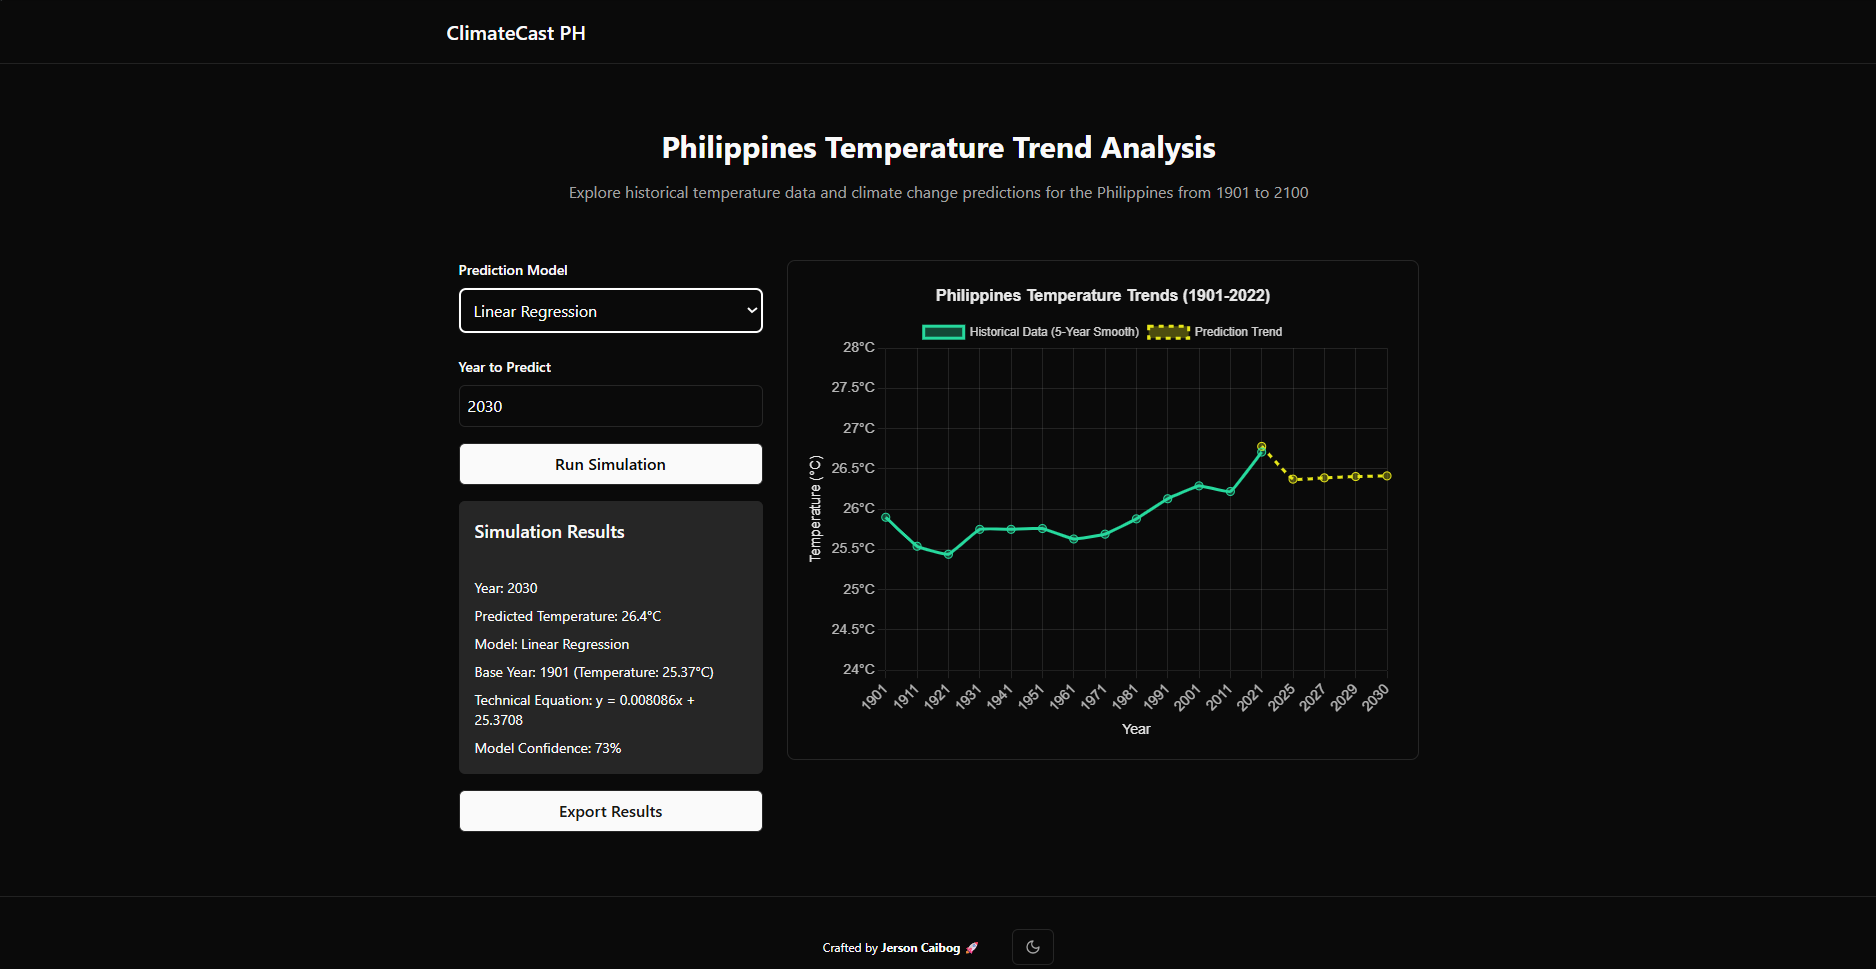 ClimateCast PH
Philippines Temperature Trend Analysis
Explore historical temperature data and climate change predictions for the Philippines from 1901 to 2100
Prediction Model
Linear Regression
Year to Predict
2030
Run Simulation
Simulation Results
Year: 2030
Predicted Temperature: 26.4°C
Model: Linear Regression
Base Year: 1901 (Temperature: 25.37°C)
Technical Equation: y = 0.008086x +
25.3708
Model Confidence: 73%
Export Results
Philippines Temperature Trends (1901-2022)
Historical Data (5-Year Smooth) Prediction Trend
28°C
27.5°C
27°C
26.5°C
26°C
25.5°C
25°C
24.5°C
24°C
Temperature (°C)
1901 1911 1921 1931 1941 1951 1961 1971 1981 1991 2001 2011 2021 2025 2027 2029 2030
Year
Crafted by Jerson Caibog 🚀